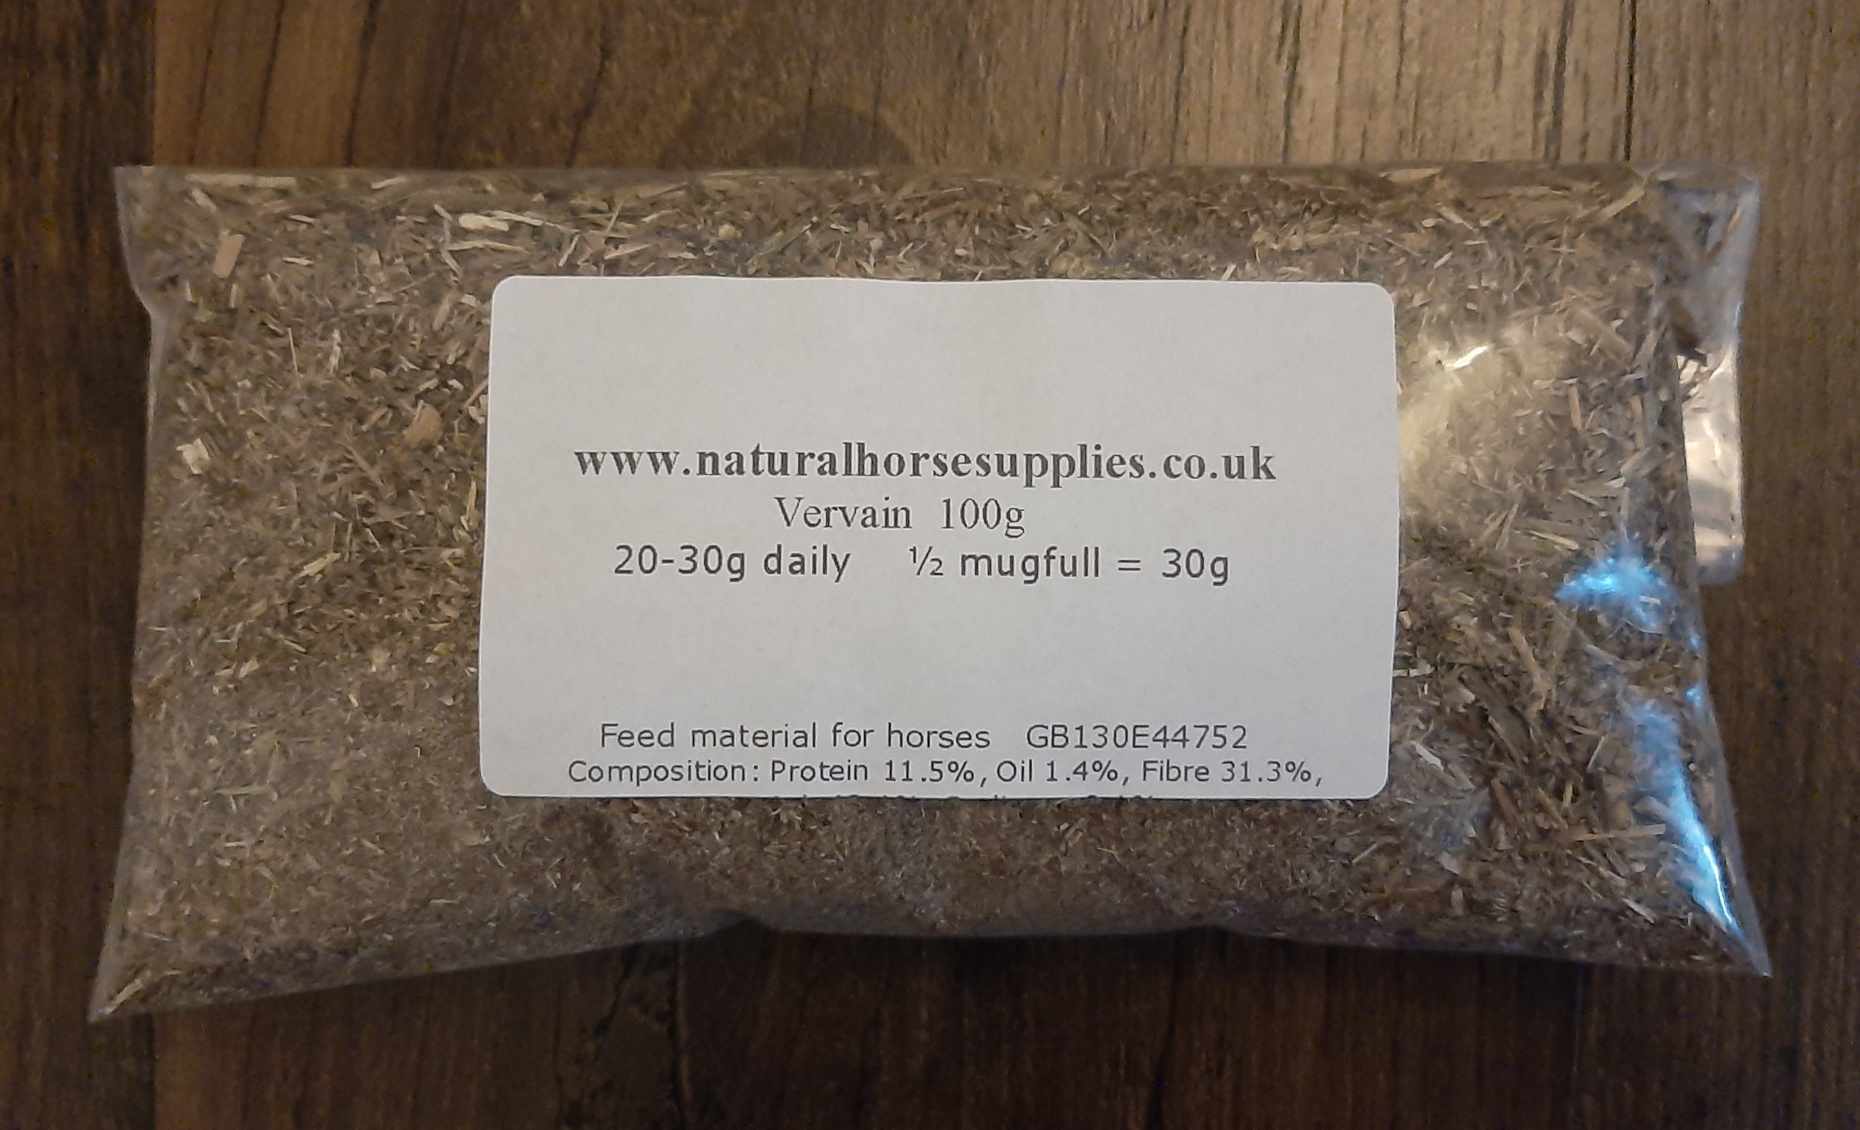 www.naturalhorsesupplies.co.uk
Vervain 100g
20-30g daily ½ mugfull = 30g
Feed material for horses GB130E44752
Composition: Protein 11.5%, Oil 1.4%, Fibre 31.3%,